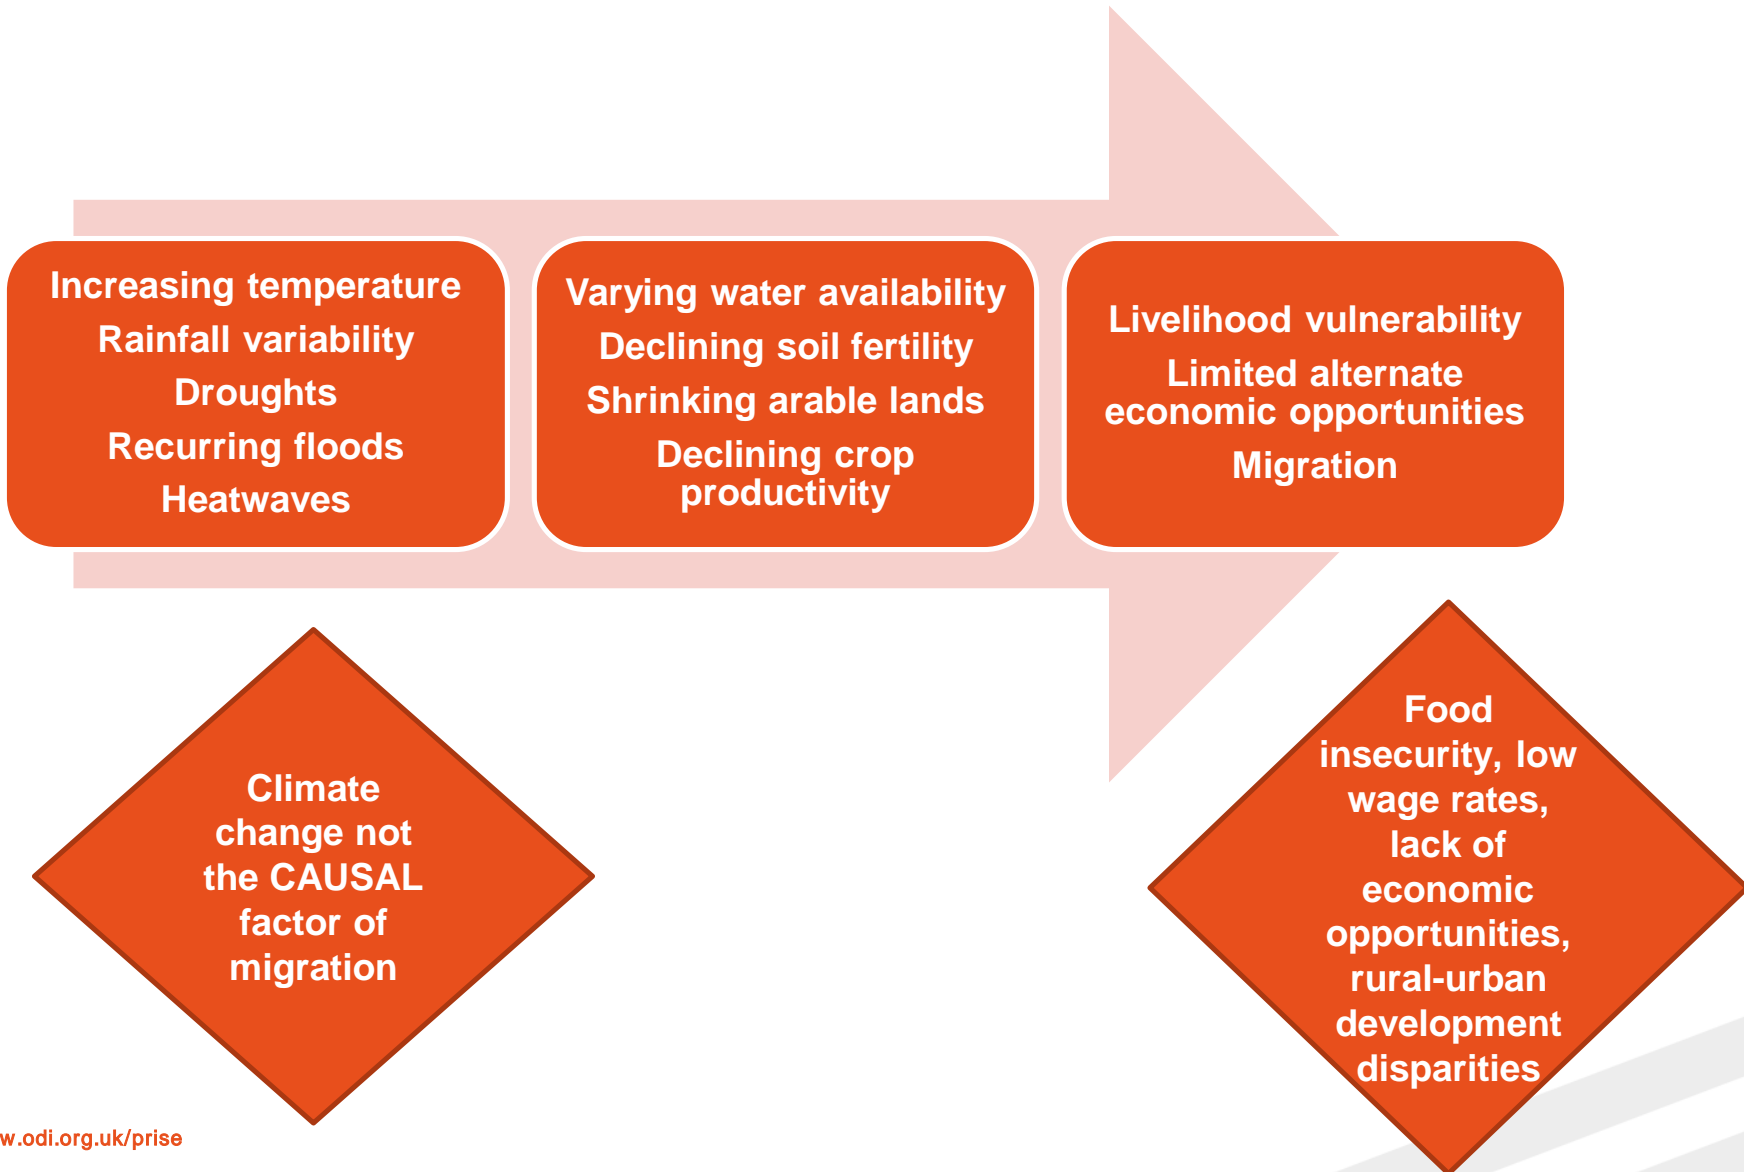 Increasing temperature
Rainfall variability
Droughts
Recurring floods
Heatwaves
Varying water availability
Declining soil fertility
Shrinking arable lands
Declining crop
productivity
Livelihood vulnerability
Limited alternate
economic opportunities
Migration
Climate
change not
the CAUSAL
factor of
migration
Food
insecurity, low
wage rates,
lack of
economic
opportunities,
rural-urban
development
disparities
w.odi.org.uk/prise